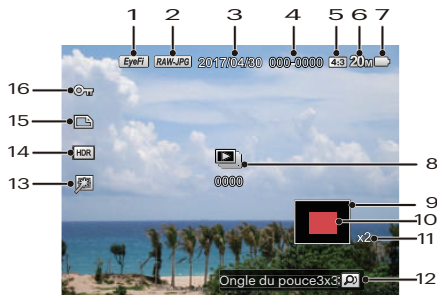 1 2 3 4 5 6 7
EyeFi RAW+JPG 2017/04/30 000-0000 4:3 20M
16
15
14 HDR
8
0000
13
9
10
x2 11
Ongle du pouce3x3: 12